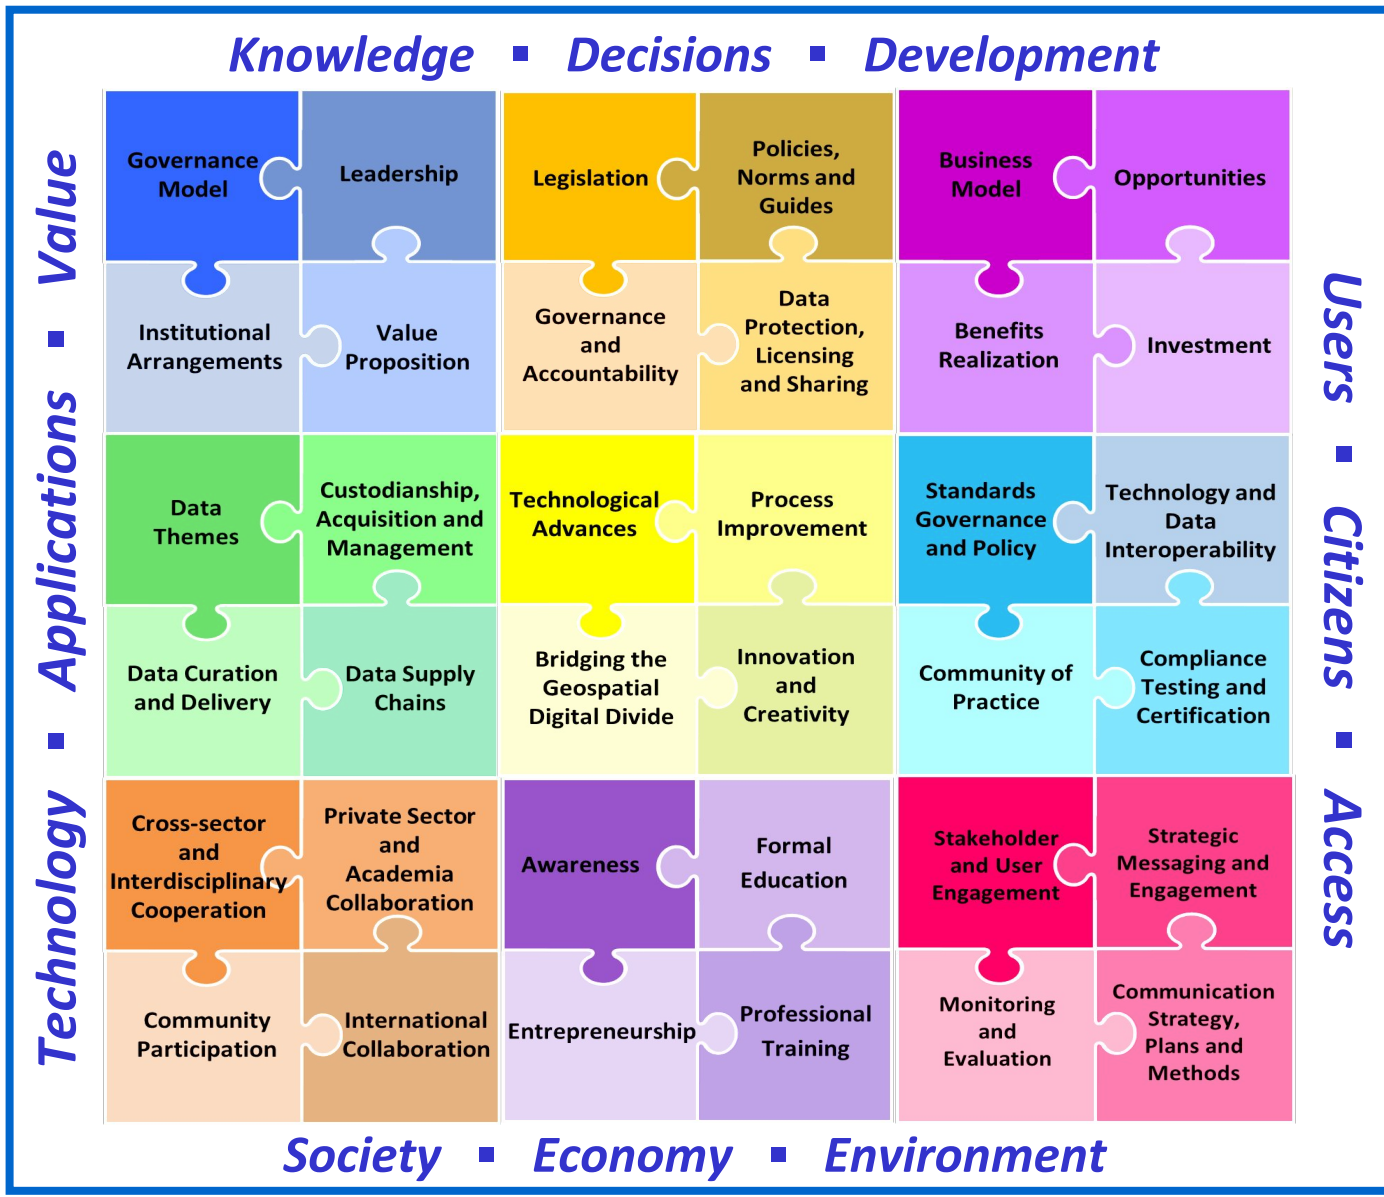 Knowledge ▪ Decisions ▪ Development
Technology ▪ Applications ▪ Value
Users ▪ Citizens ▪ Access
Governance
Model
Leadership
Legislation
Policies,
Norms and
Guides
Business
Model
Opportunities
Institutional
Arrangements
Value
Proposition
Governance
and
Accountability
Data
Protection,
Licensing
and Sharing
Benefits
Realization
Investment
Data
Themes
Custodianship,
Acquisition and
Management
Technological
Advances
Process
Improvement
Standards
Governance
and Policy
Technology and
Data
Interoperability
Data Curation
and Delivery
Data Supply
Chains
Bridging the
Geospatial
Digital Divide
Innovation
and
Creativity
Community of
Practice
Compliance
Testing and
Certification
Cross-sector
and
Interdisciplinary
Cooperation
Private Sector
and
Academia
Collaboration
Awareness
Formal
Education
Stakeholder
and User
Engagement
Strategic
Messaging and
Engagement
Community
Participation
International
Collaboration
Entrepreneurship
Professional
Training
Monitoring
and
Evaluation
Communication
Strategy,
Plans and
Methods
Society ▪ Economy ▪ Environment